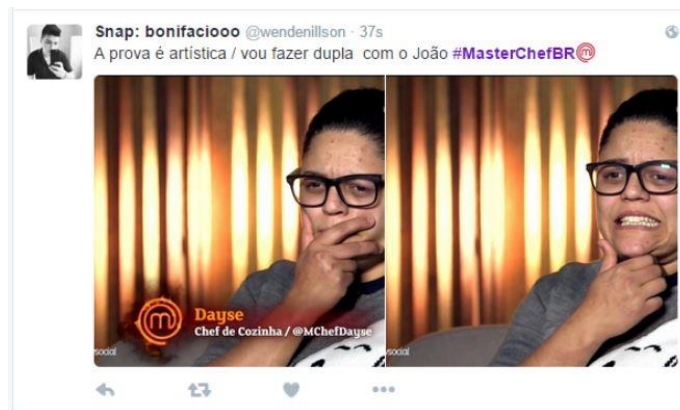 Snap: bonifaciooo @wendenillson · 37s
A prova é artística / vou fazer dupla com o João #MasterChefBR
Dayse
Chef de Cozinha / @MChefDayse
social
social